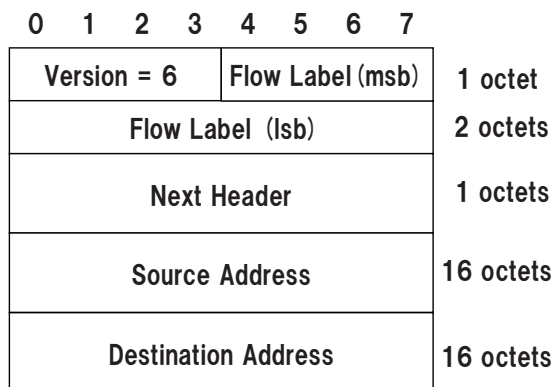 0 1 2 3 4 5 6 7
Version = 6 Flow Label (msb) 1 octet
Flow Label (lsb) 2 octets
Next Header 1 octets
Source Address 16 octets
Destination Address 16 octets